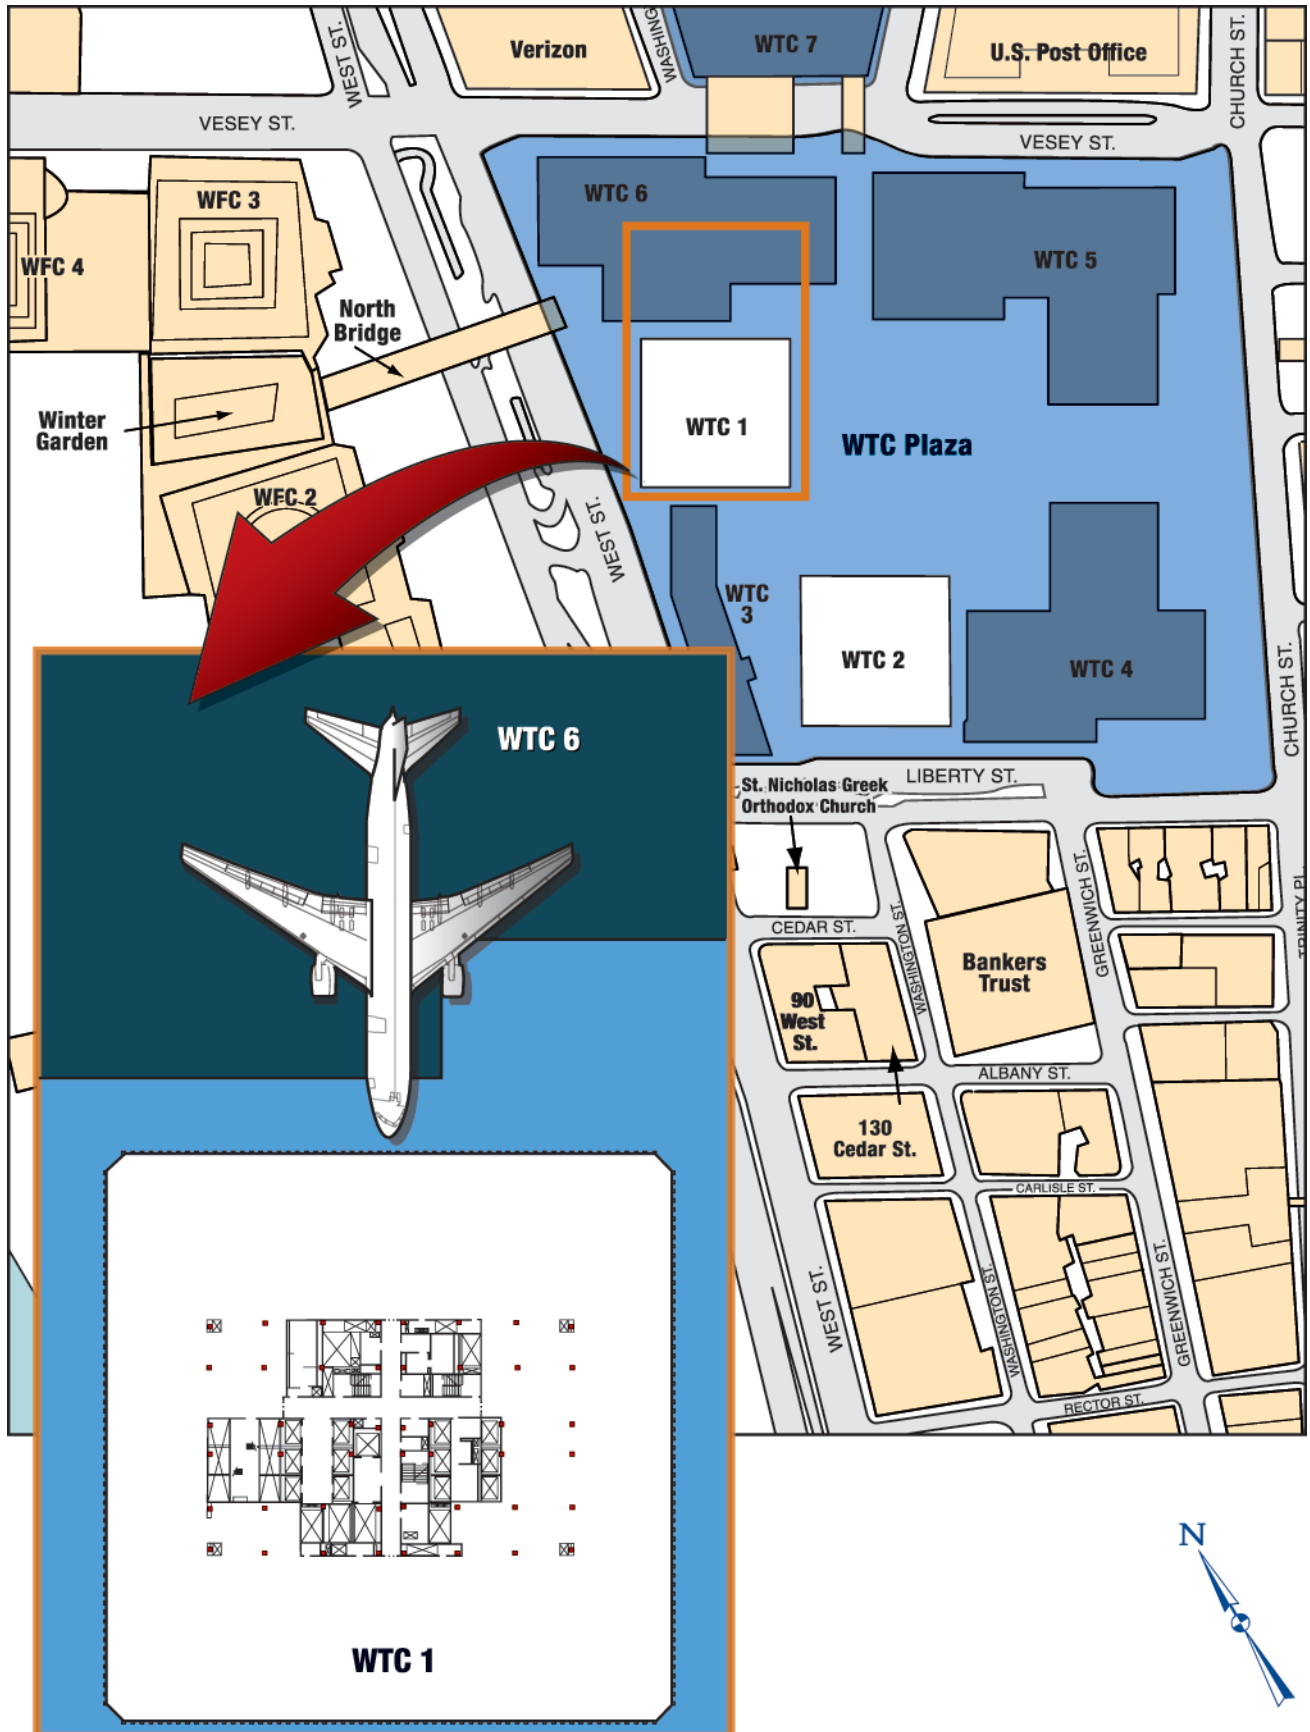 Verizon
WASHING
WTC 7
U.S. Post Office
CHURCH ST.
WEST ST.
VESEY ST.
VESEY ST.
WFC 3
WTC 6
WFC 4
WTC 5
North
Bridge
Winter
Garden
WTC 1
WTC Plaza
WFC 2
WEST ST.
WTC
3
WTC 2
WTC 4
CHURCH ST.
WTC 6
LIBERTY ST.
St. Nicholas Greek
Orthodox Church
CEDAR ST.
WASHINGTON ST.
GREENWICH ST.
TRINITY PL.
Bankers
Trust
90
West
St.
ALBANY ST.
130
Cedar St.
CARLISLE ST.
WEST ST.
WASHINGTON ST.
GREENWICH ST.
RECTOR ST.
WTC 1
N